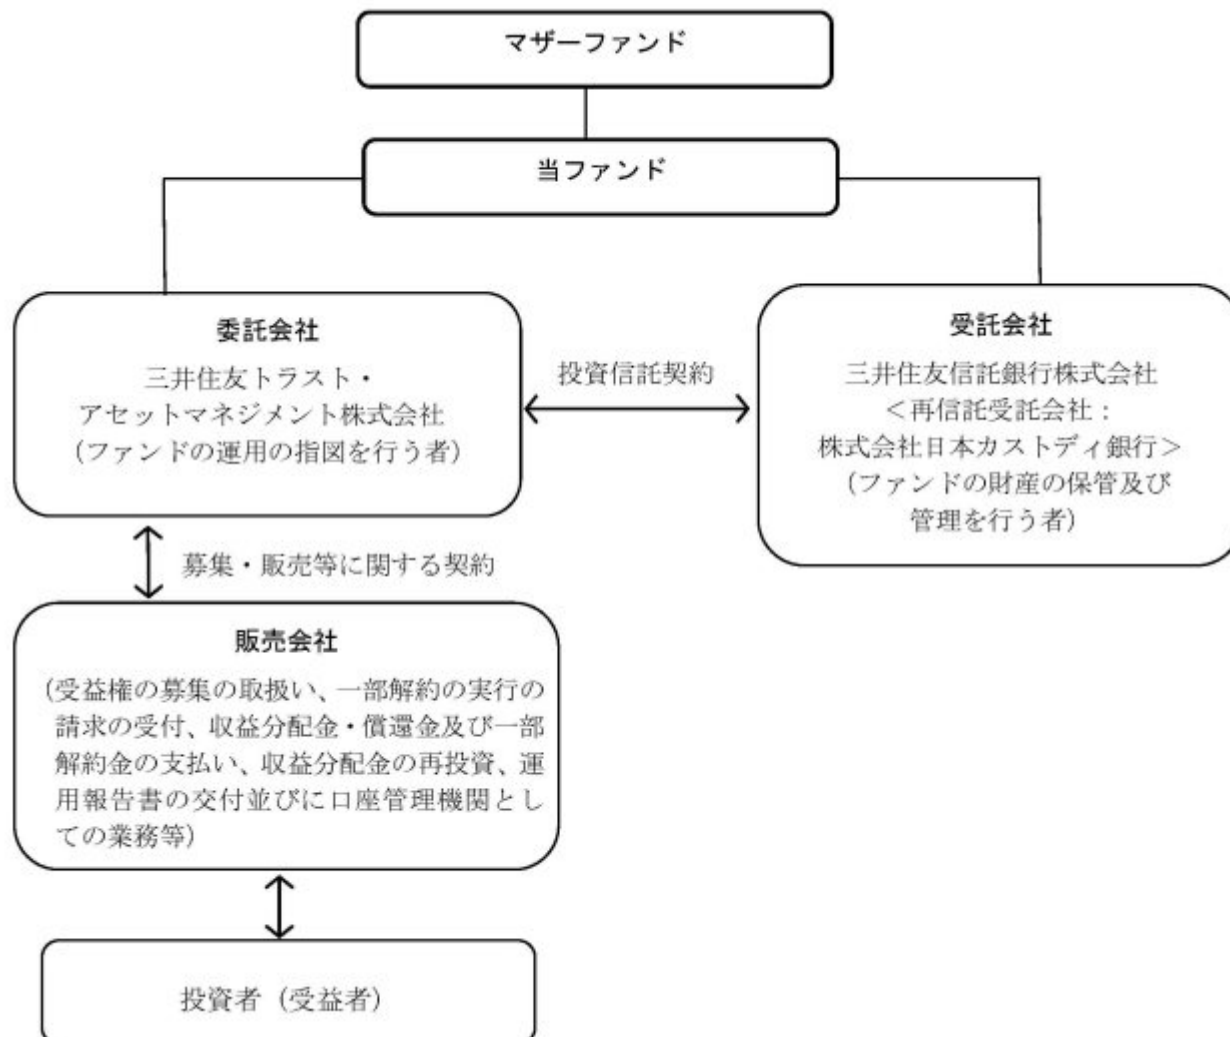 マザーファンド
当ファンド
委託会社
三井住友トラスト・
アセットマネジメント株式会社
（ファンドの運用の指図を行う者）
投資信託契約
受託会社
三井住友信託銀行株式会社
＜再信託受託会社：
株式会社日本カストディ銀行＞
（ファンドの財産の保管及び
管理を行う者）
募集・販売等に関する契約
販売会社
（受益権の募集の取扱い、一部解約の実行の
請求の受付、収益分配金・償還金及び一部
解約金の支払い、収益分配金の再投資、運
用報告書の交付並びに口座管理機関とし
ての業務等）
投資者（受益者）